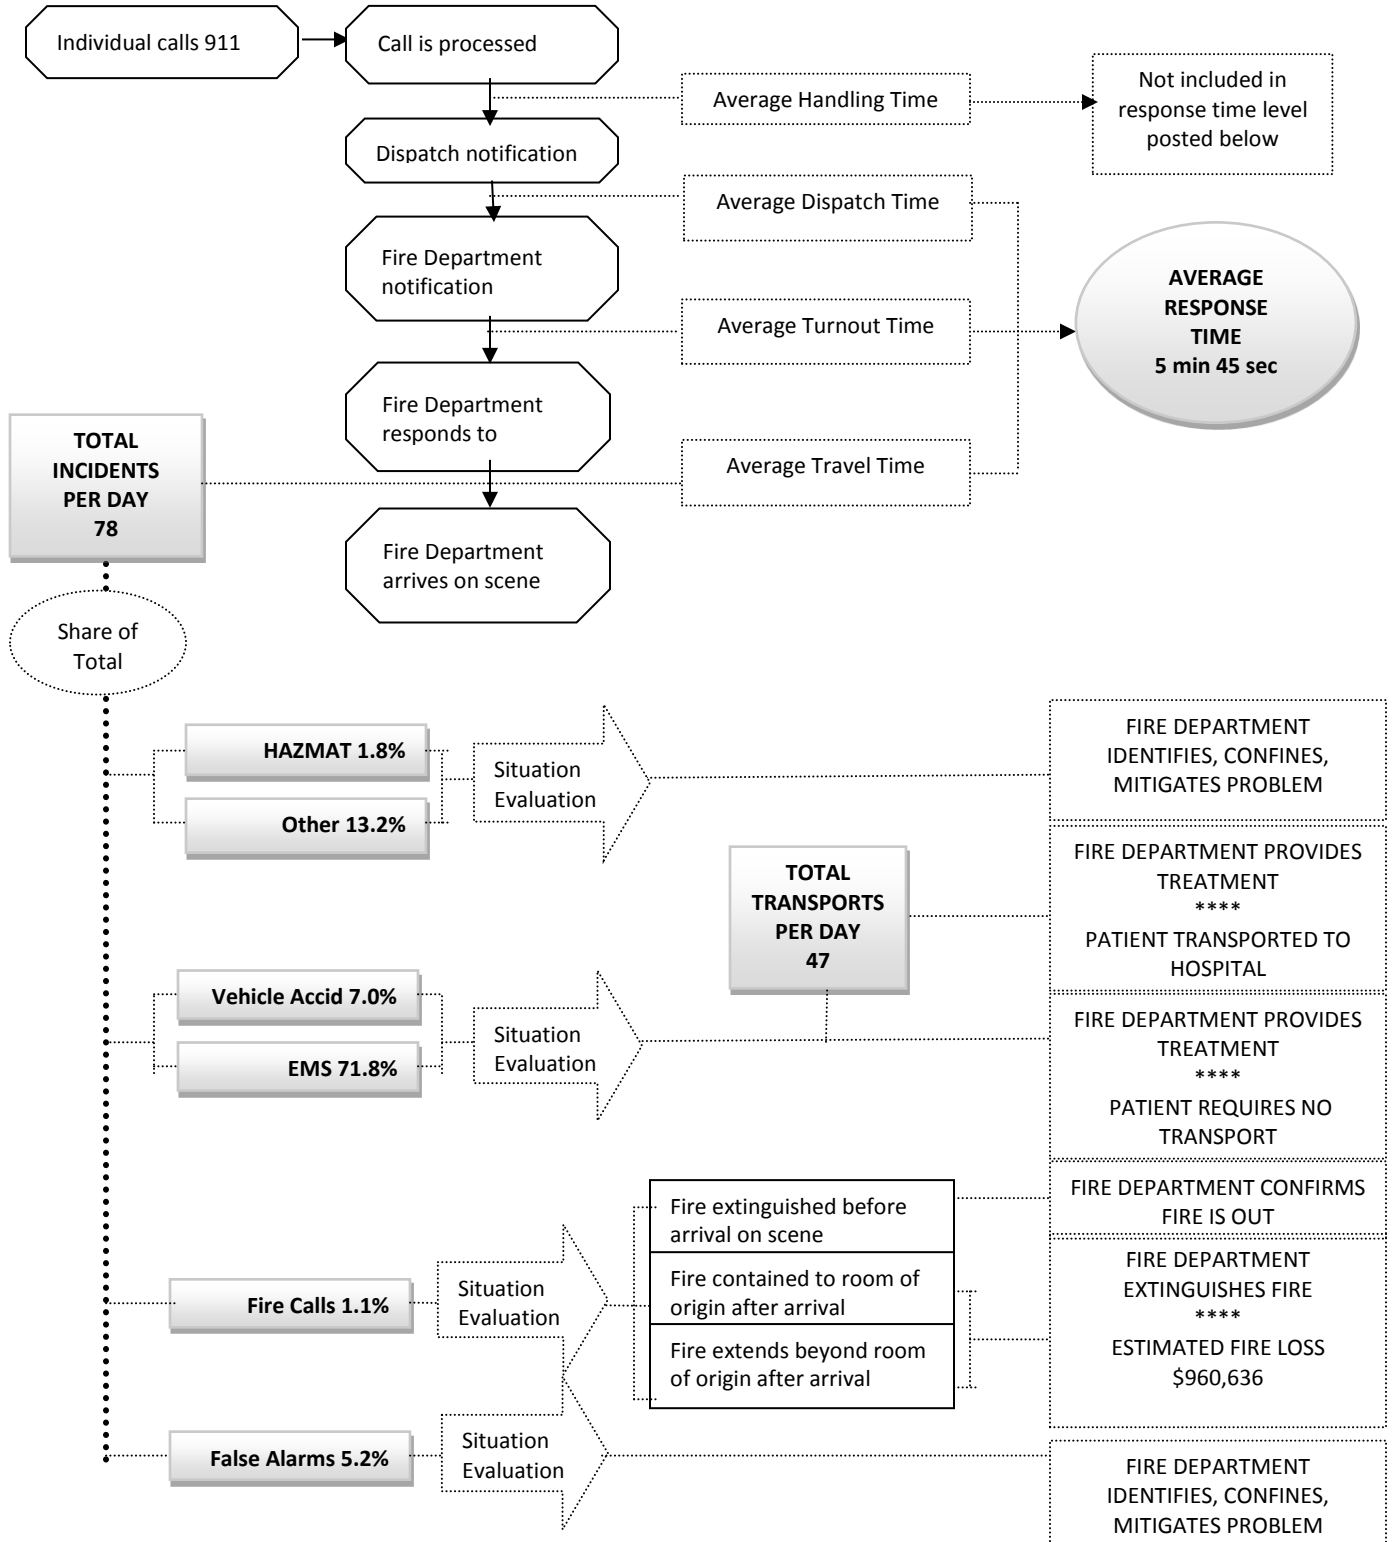 Individual calls 911
Call is processed
Average Handling Time
Not included in
response time level
posted below
Dispatch notification
Average Dispatch Time
Fire Department
notification
Average Turnout Time
AVERAGE
RESPONSE
TIME
5 min 45 sec
Fire Department
responds to
Average Travel Time
TOTAL
INCIDENTS
PER DAY
78
Fire Department
arrives on scene
Share of
Total
HAZMAT 1.8%
Other 13.2%
Situation
Evaluation
FIRE DEPARTMENT
IDENTIFIES, CONFINES,
MITIGATES PROBLEM
TOTAL
TRANSPORTS
PER DAY
47
FIRE DEPARTMENT PROVIDES
TREATMENT
****
PATIENT TRANSPORTED TO
HOSPITAL
Vehicle Accid 7.0%
EMS 71.8%
Situation
Evaluation
FIRE DEPARTMENT PROVIDES
TREATMENT
****
PATIENT REQUIRES NO
TRANSPORT
Fire Calls 1.1%
Situation
Evaluation
Fire extinguished before
arrival on scene
Fire contained to room of
origin after arrival
Fire extends beyond room
of origin after arrival
FIRE DEPARTMENT CONFIRMS
FIRE IS OUT
FIRE DEPARTMENT
EXTINGUISHES FIRE
****
ESTIMATED FIRE LOSS
$960,636
False Alarms 5.2%
Situation
Evaluation
FIRE DEPARTMENT
IDENTIFIES, CONFINES,
MITIGATES PROBLEM